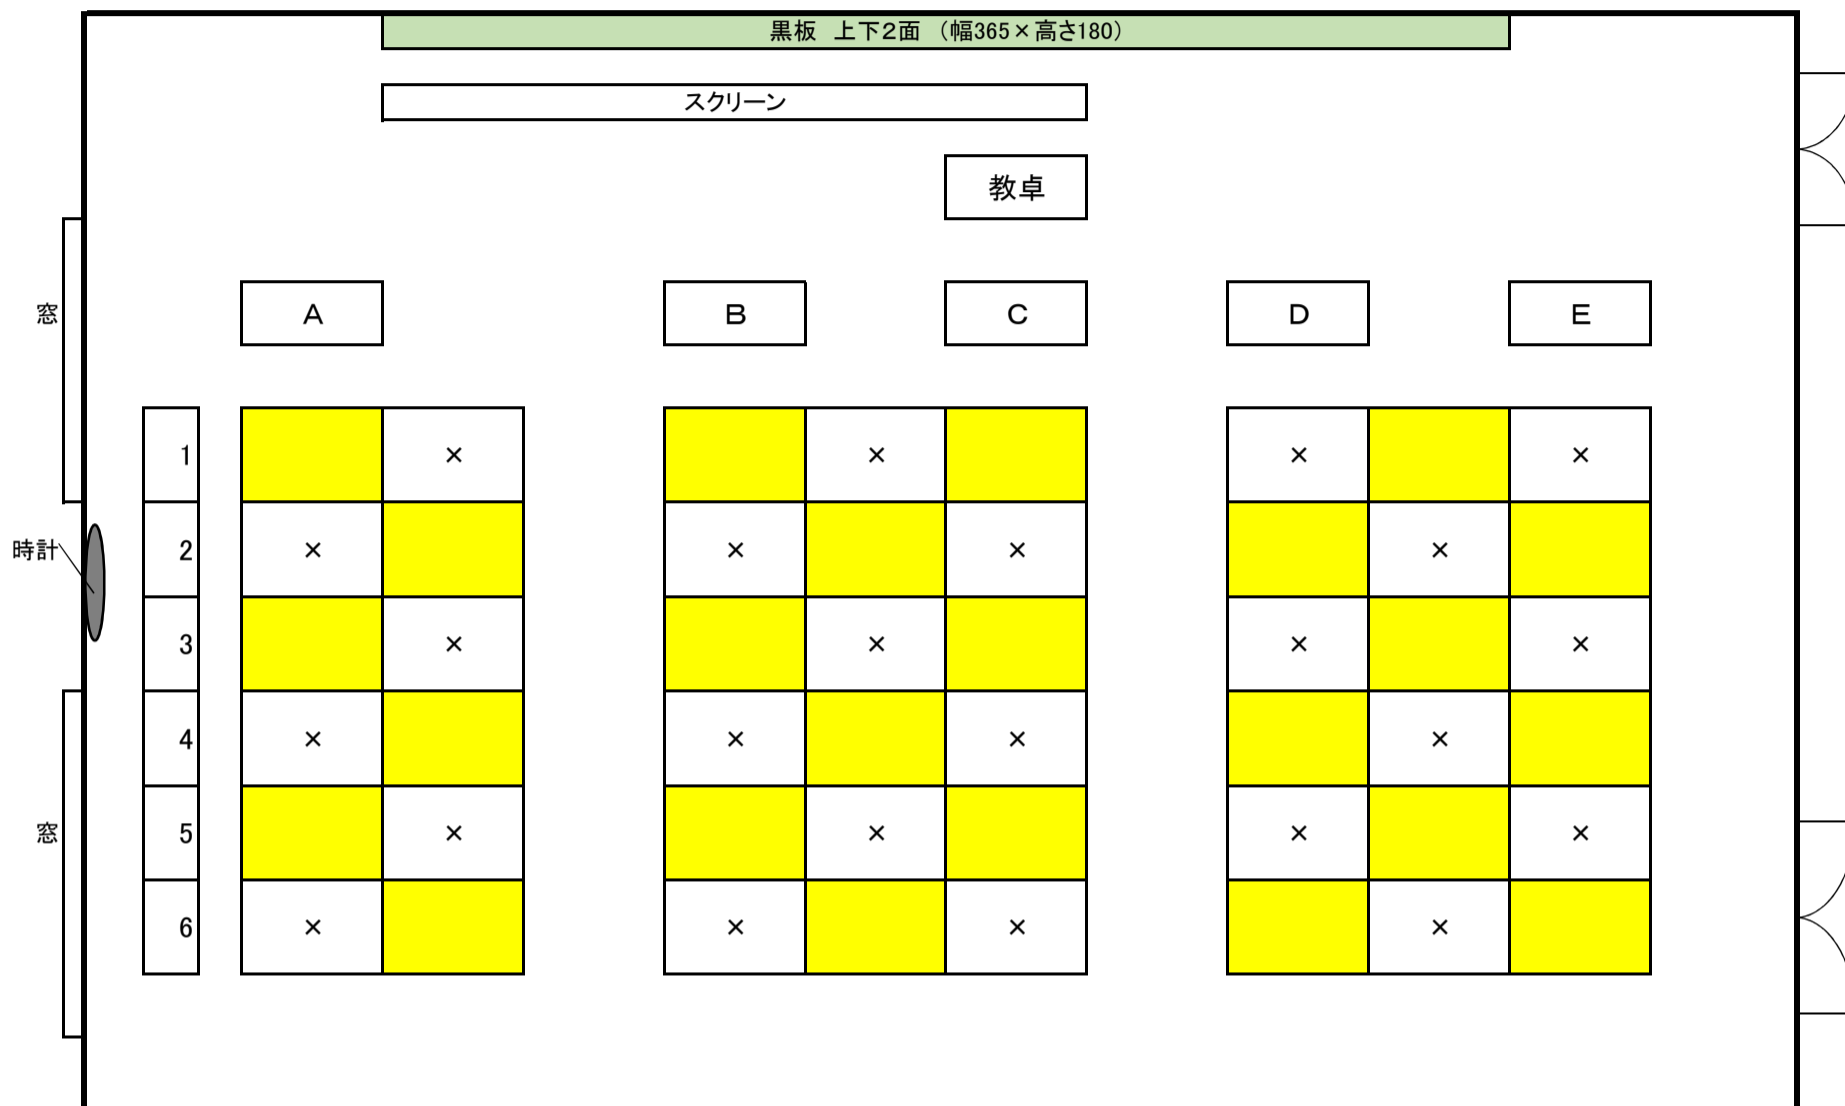 黒板　上下２面　（幅365×高さ180）
スクリーン
教卓
窓
A B C D E
1 × × × ×
時計
2 × × × ×
3 × × × ×
4 × × × ×
窓
5 × × × ×
6 × × × ×